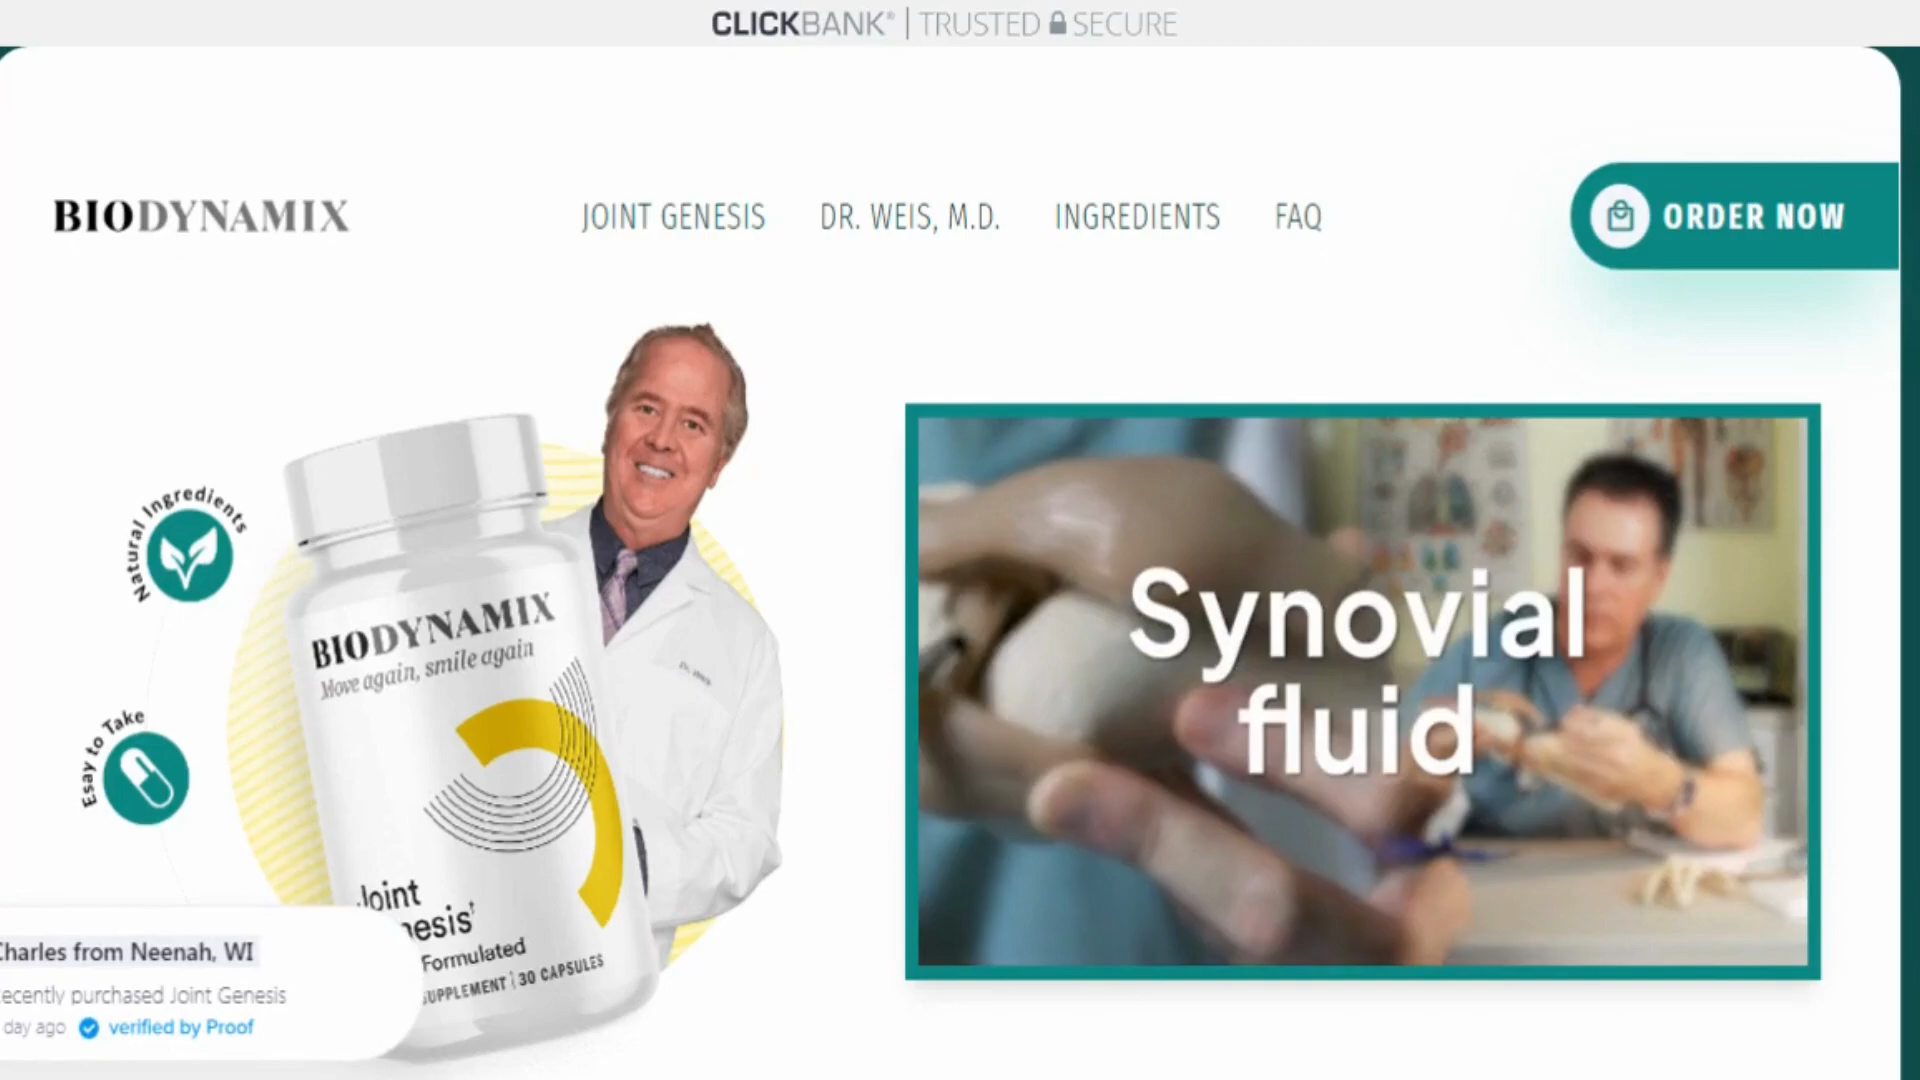 CLICKBANK® | TRUSTED SECURE
BIODYNAMIX
JOINT GENESIS
DR. WEIS, M.D.
INGREDIENTS
FAQ
ORDER NOW
Natural Ingredients
Esay to Take
BIODYNAMIX
Move again, smile again
Joint
nesis
Formulated
SUPPLEMENT | 30 CAPSULES
Synovial
fluid
Charles from Neenah, WI
ecently purchased Joint Genesis
day ago verified by Proof